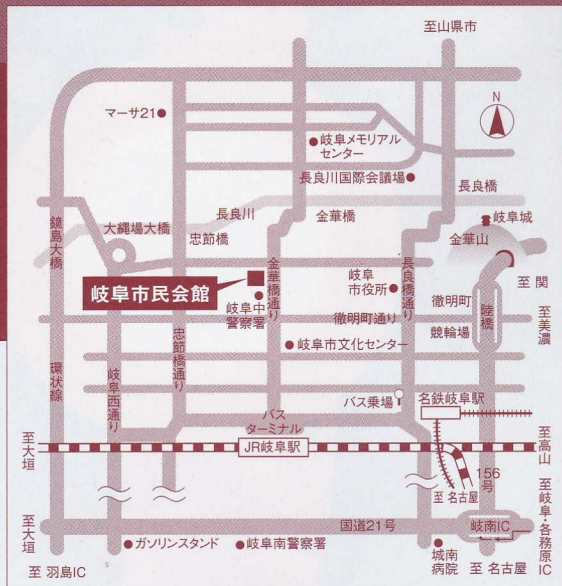 至山県市
マーサ21
N
岐阜メモリアル
センター
長良川国際会議場
長良橋
鏡島大橋
大縄場大橋
長良川
忠節橋
金華橋
岐阜城
金華山
至 関
岐阜市民会館
岐阜中
警察署
金華橋通り
岐阜
市役所
長良橋通り
徹明町
陸橋
徹明町通り
競輪場
至美濃
忠節橋通り
岐阜市文化センター
環状線
岐阜西通り
バス乗場
名鉄岐阜駅
バス
ターミナル
至大垣
JR岐阜駅
至高山
156
号
至 名古屋
至大垣
国道21号
岐南IC
至岐阜・各務原IC
ガソリンスタンド
岐阜南警察署
城南
病院
至 羽島IC
至 名古屋